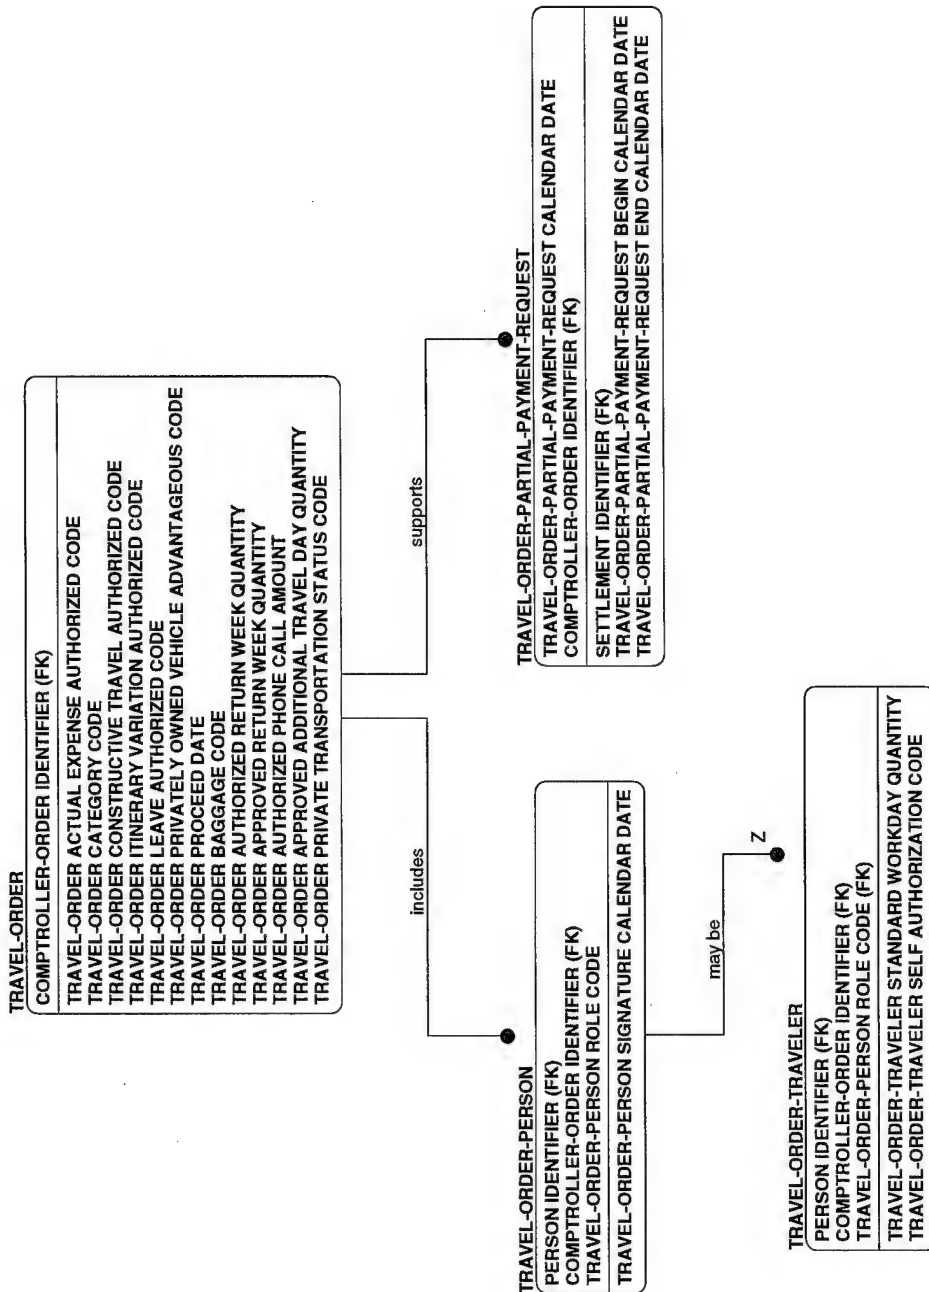 TRAVEL-ORDER
COMPTROLLER-ORDER IDENTIFIER (FK)
TRAVEL-ORDER ACTUAL EXPENSE AUTHORIZED CODE
TRAVEL-ORDER CATEGORY CODE
TRAVEL-ORDER CONSTRUCTIVE TRAVEL AUTHORIZED CODE
TRAVEL-ORDER ITINERARY VARIATION AUTHORIZED CODE
TRAVEL-ORDER LEAVE AUTHORIZED CODE
TRAVEL-ORDER PRIVATELY OWNED VEHICLE ADVANTAGEOUS CODE
TRAVEL-ORDER PROCEED DATE
TRAVEL-ORDER BAGGAGE CODE
TRAVEL-ORDER AUTHORIZED RETURN WEEK QUANTITY
TRAVEL-ORDER APPROVED RETURN WEEK QUANTITY
TRAVEL-ORDER AUTHORIZED PHONE CALL AMOUNT
TRAVEL-ORDER APPROVED ADDITIONAL TRAVEL DAY QUANTITY
TRAVEL-ORDER PRIVATE TRANSPORTATION STATUS CODE
includes
supports
TRAVEL-ORDER-PERSON
PERSON IDENTIFIER (FK)
COMPTROLLER-ORDER IDENTIFIER (FK)
TRAVEL-ORDER-PERSON ROLE CODE
TRAVEL-ORDER-PERSON SIGNATURE CALENDAR DATE
TRAVEL-ORDER-PARTIAL-PAYMENT-REQUEST
TRAVEL-ORDER-PARTIAL-PAYMENT-REQUEST CALENDAR DATE
COMPTROLLER-ORDER IDENTIFIER (FK)
SETTLEMENT IDENTIFIER (FK)
TRAVEL-ORDER-PARTIAL-PAYMENT-REQUEST BEGIN CALENDAR DATE
TRAVEL-ORDER-PARTIAL-PAYMENT-REQUEST END CALENDAR DATE
may be
Z
TRAVEL-ORDER-TRAVELER
PERSON IDENTIFIER (FK)
COMPTROLLER-ORDER IDENTIFIER (FK)
TRAVEL-ORDER-PERSON ROLE CODE (FK)
TRAVEL-ORDER-TRAVELER STANDARD WORKDAY QUANTITY
TRAVEL-ORDER-TRAVELER SELF AUTHORIZATION CODE